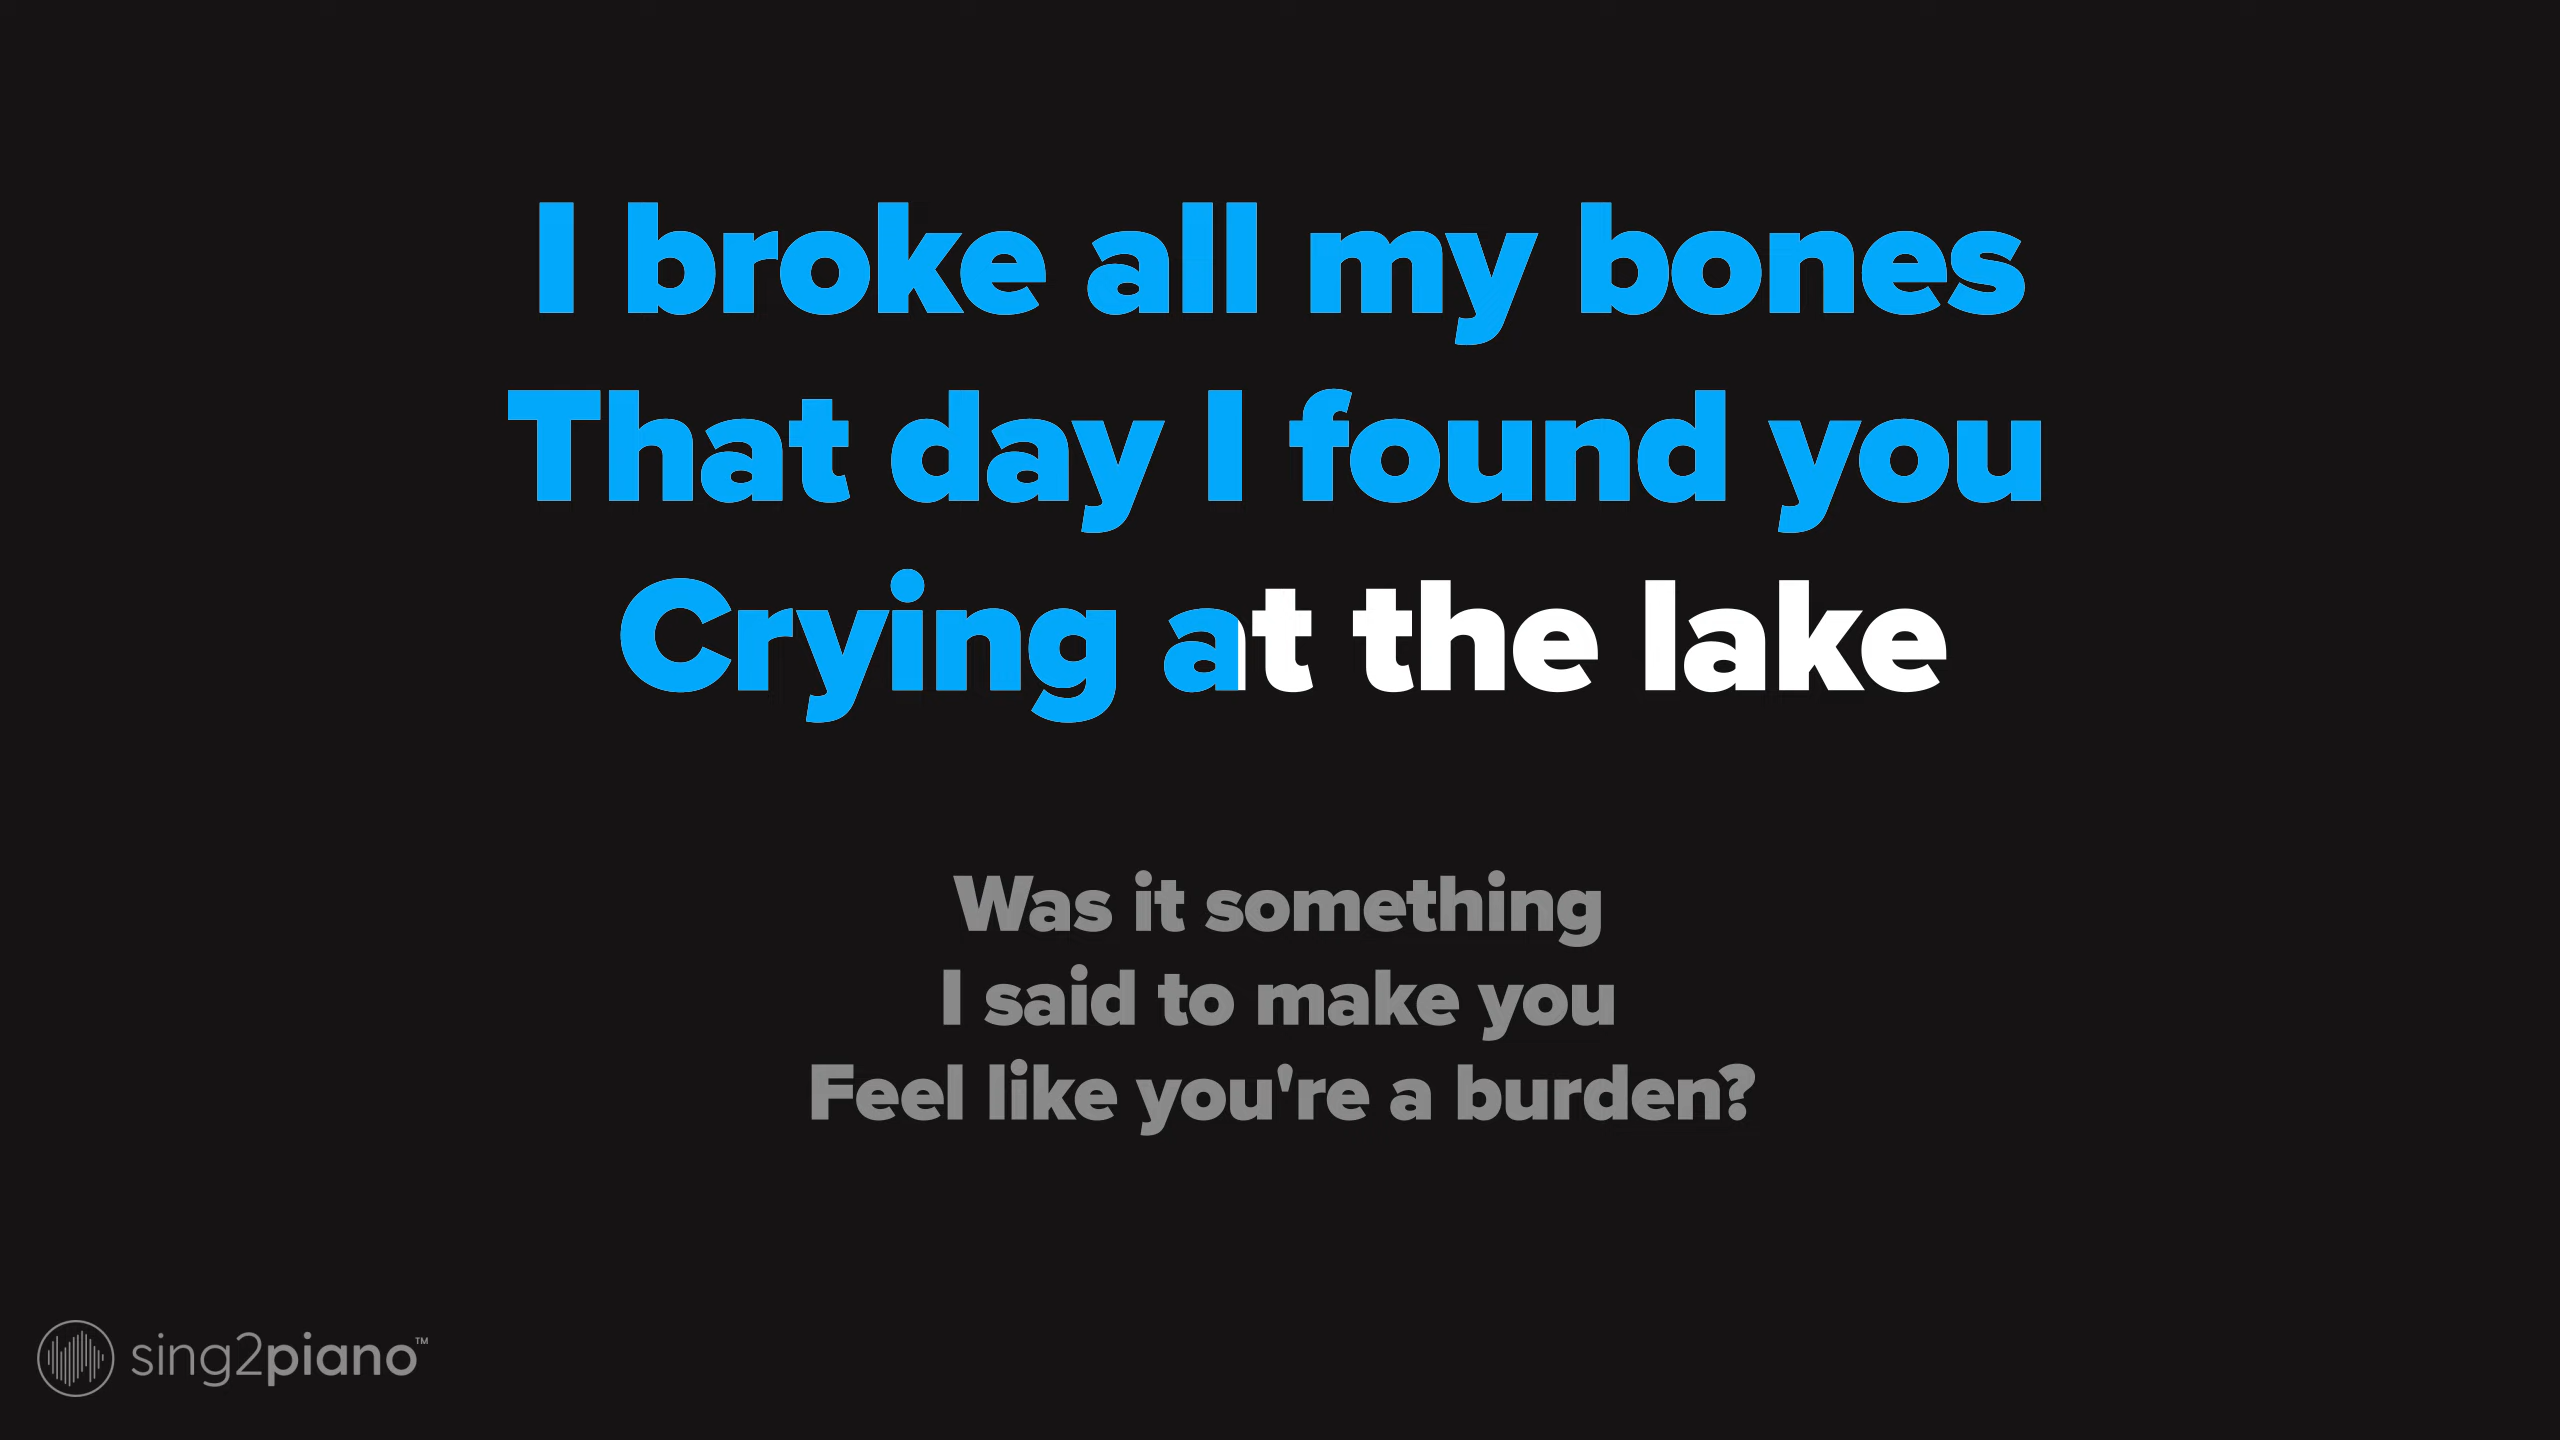 I broke all my bones
That day I found you
Crying at the lake
Was it something
I said to make you
Feel like you're a burden?
sing2piano™